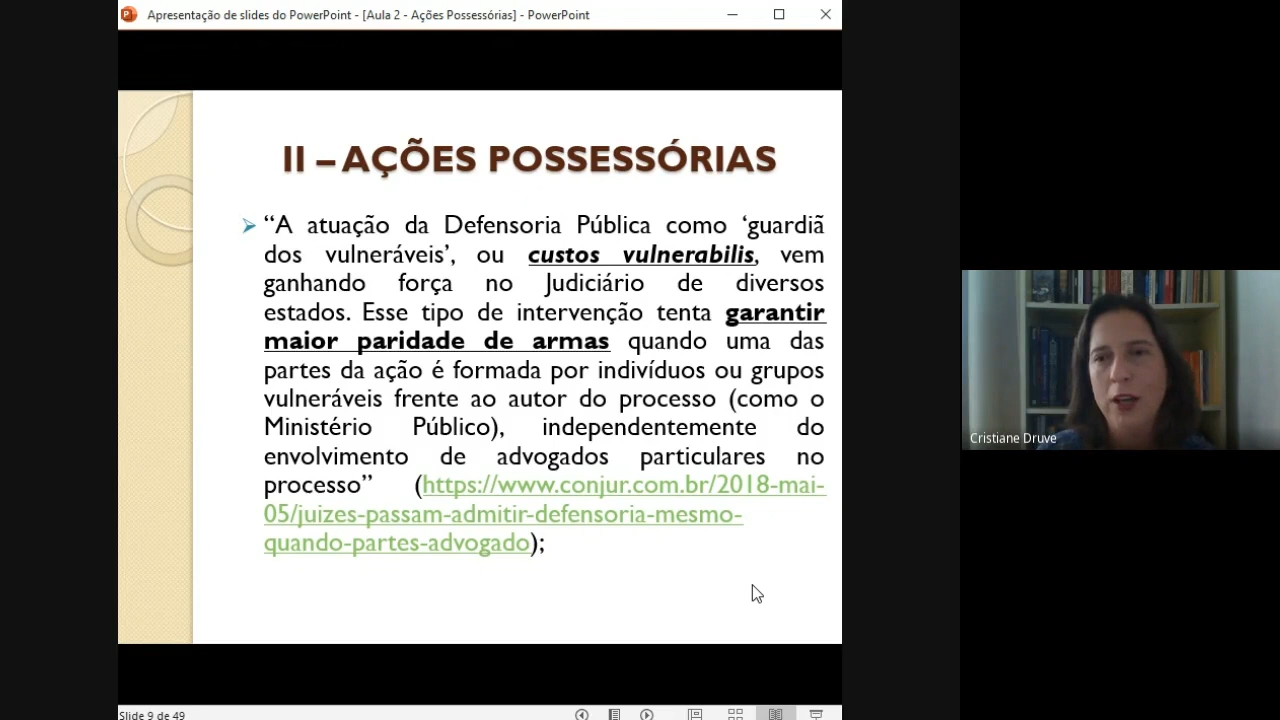 Apresentação de slides do PowerPoint - [Aula 2 - Ações Possessórias] - PowerPoint
II – AÇÕES POSSESSÓRIAS
“A atuação da Defensoria Pública como ‘guardiã
dos vulneráveis’, ou custos vulnerabilis, vem
ganhando força no Judiciário de diversos
estados. Esse tipo de intervenção tenta garantir
maior paridade de armas quando uma das
partes da ação é formada por indivíduos ou grupos
vulneráveis frente ao autor do processo (como o
Ministério Público), independentemente do
envolvimento de advogados particulares no
processo” (https://www.conjur.com.br/2018-mai-
05/juizes-passam-admitir-defensoria-mesmo-
quando-partes-advogado);
Cristiane Druve
Slide 9 de 49